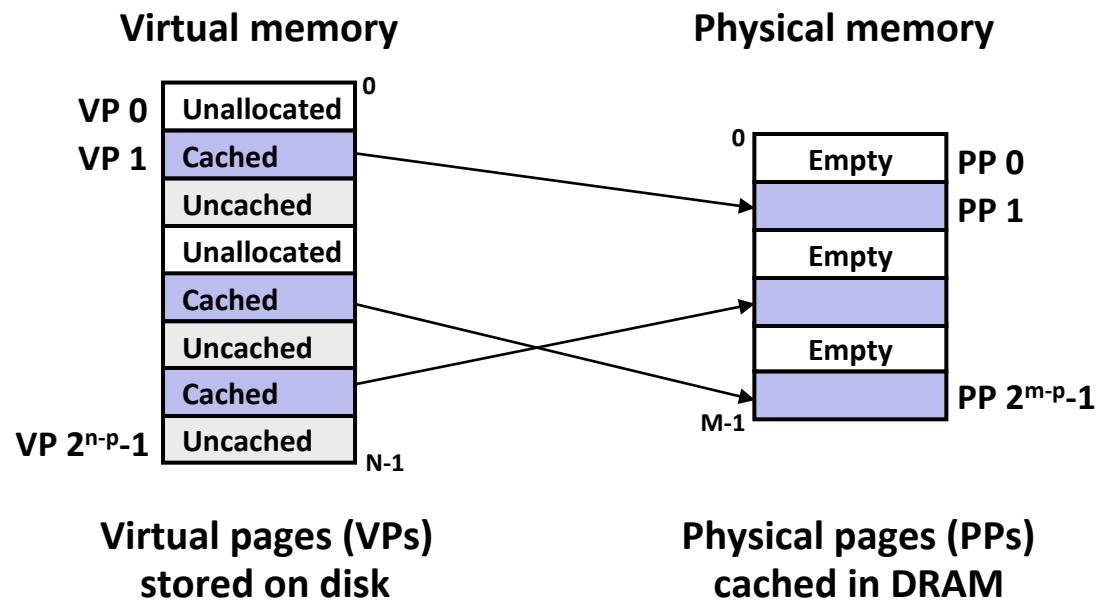 Virtual memory
Physical memory
0
VP 0 Unallocated
VP 1 Cached
Uncached
Unallocated
Cached
Uncached
Cached
VP 2ⁿ⁻ᵖ-1 Uncached
N-1
0
Empty PP 0
PP 1
Empty
Empty
PP 2ᵐ⁻ᵖ-1
M-1
Virtual pages (VPs)
stored on disk
Physical pages (PPs)
cached in DRAM